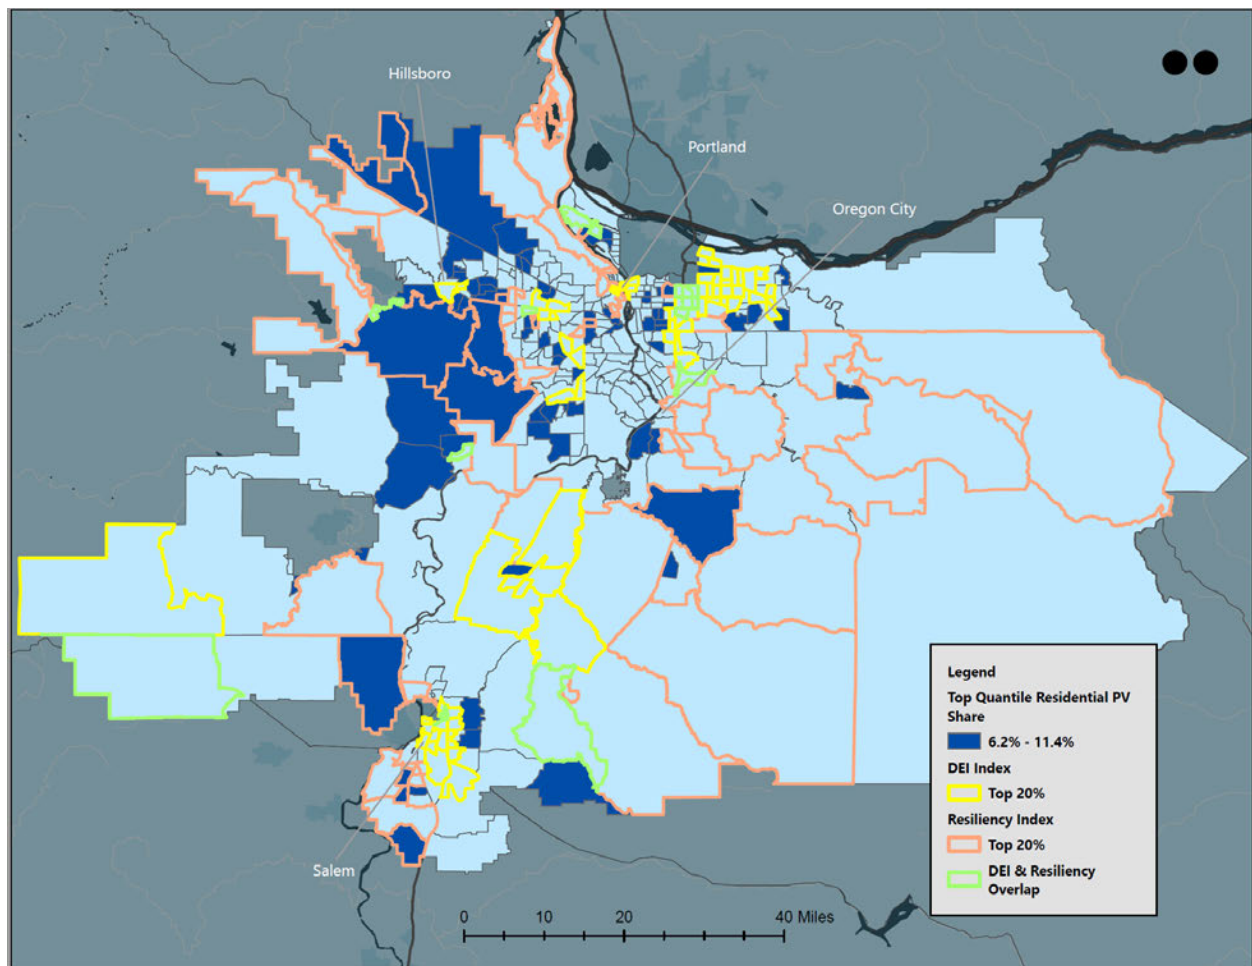 Hillsboro
Portland
Oregon City
Salem
Legend
Top Quantile Residential PV
Share
6.2% - 11.4%
DEI Index
Top 20%
Resiliency Index
Top 20%
DEI & Resiliency
Overlap
0 10 20 40 Miles